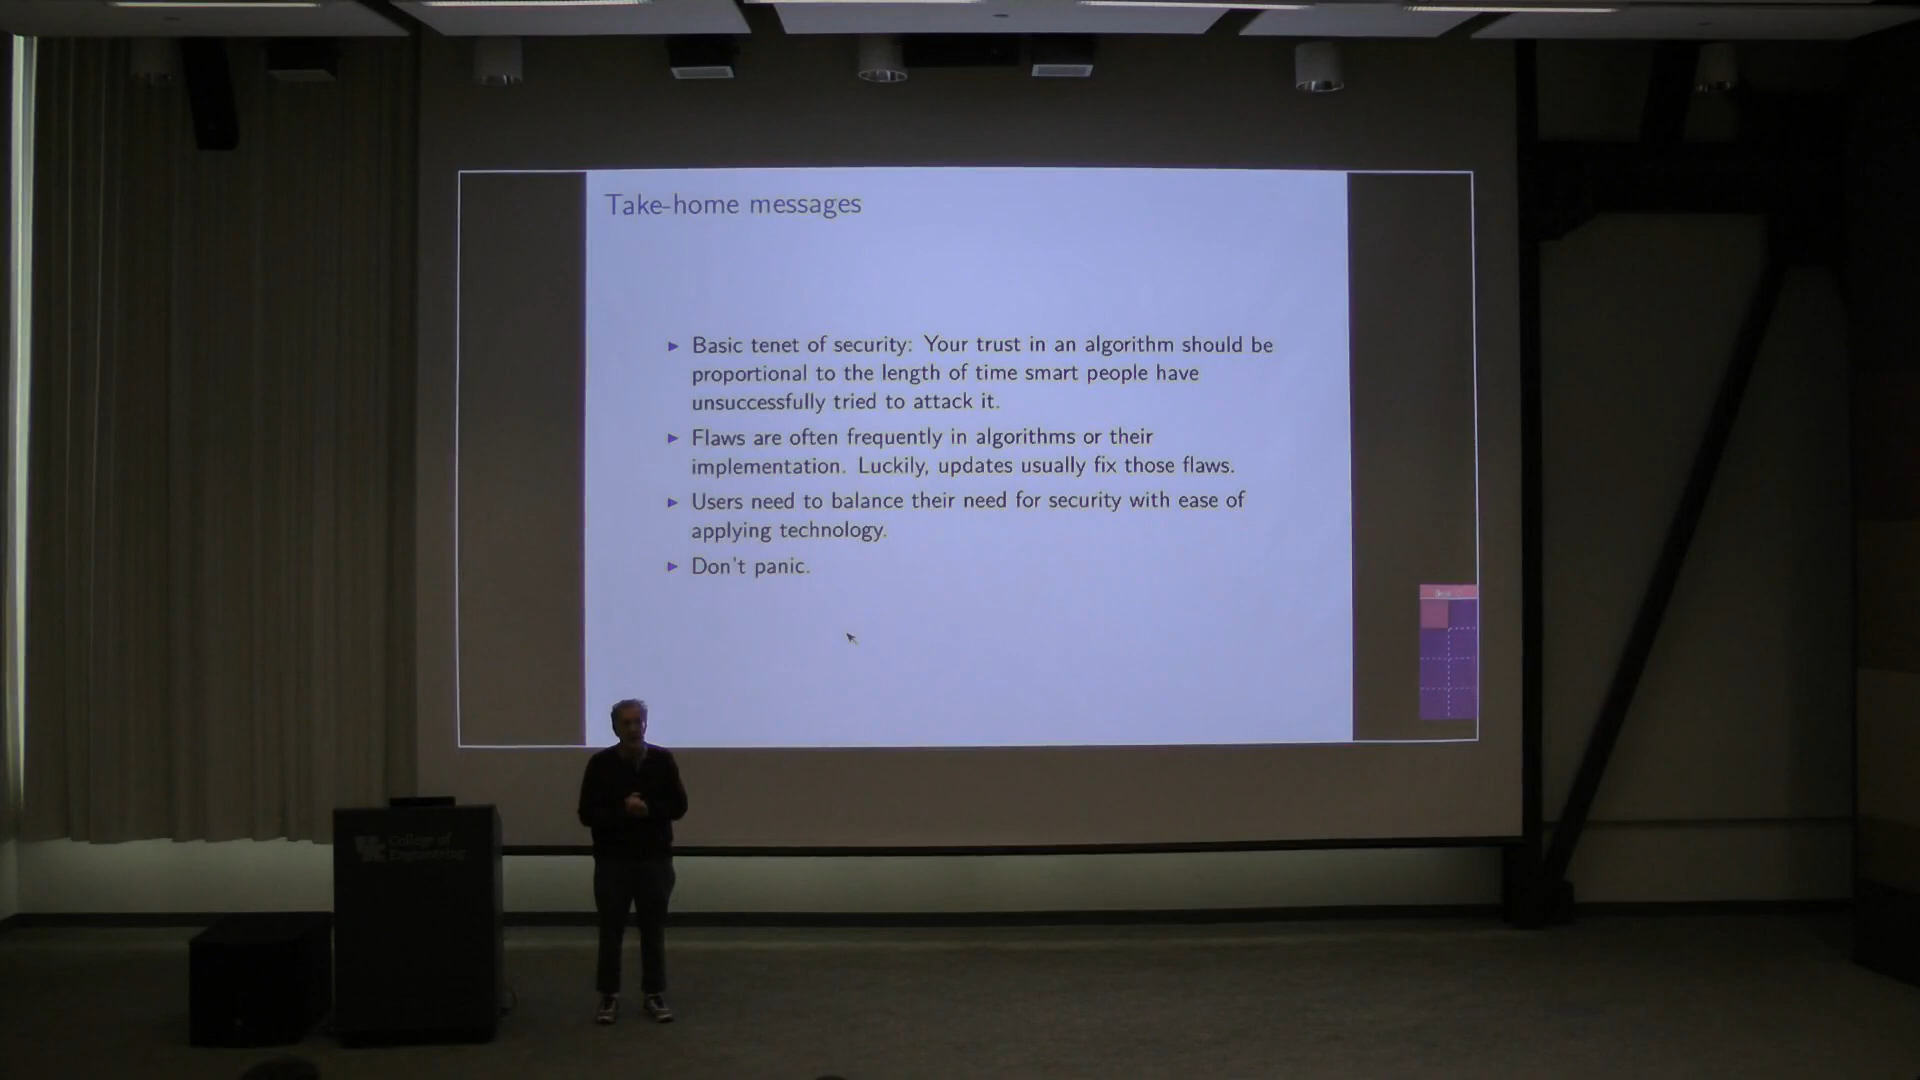 Take-home messages
▸ Basic tenet of security: Your trust in an algorithm should be
proportional to the length of time smart people have
unsuccessfully tried to attack it.
▸ Flaws are often frequently in algorithms or their
implementation. Luckily, updates usually fix those flaws.
▸ Users need to balance their need for security with ease of
applying technology.
▸ Don't panic.
College of
Engineering